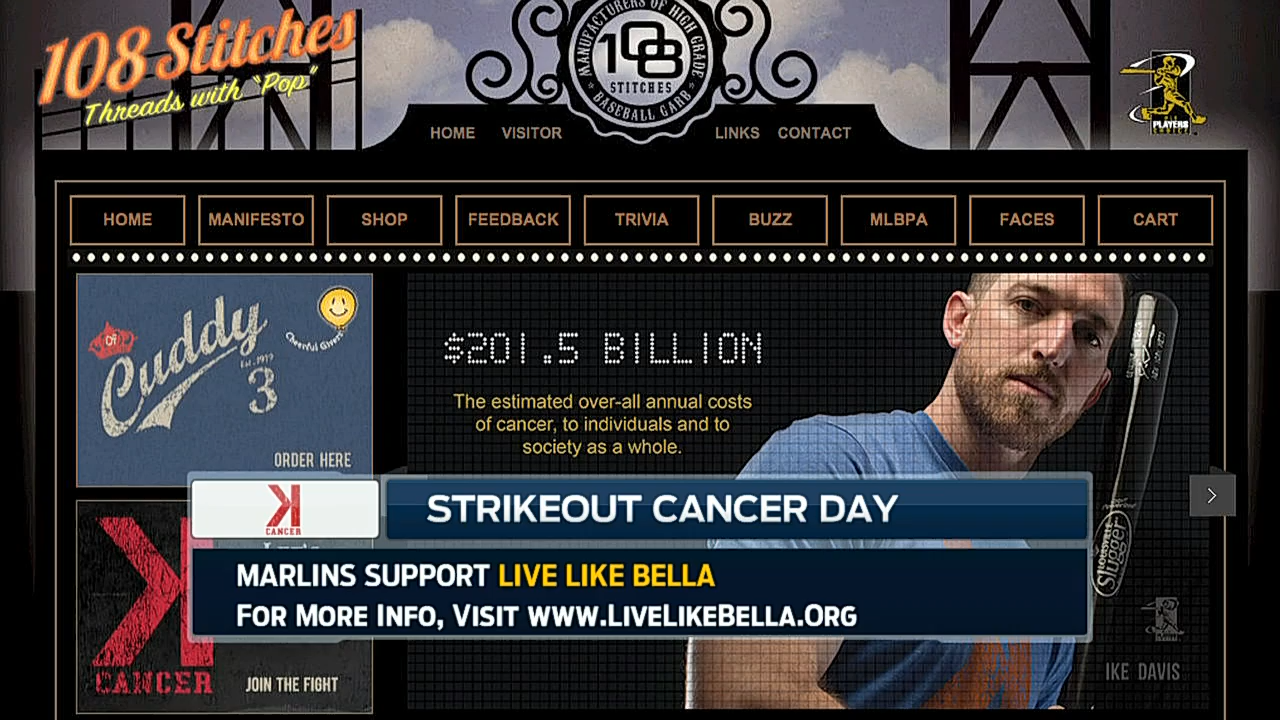 108 Stitches
Threads with "Pop"
MANUFACTURERS OF HIGH GRADE
108
STITCHES
BASEBALL GARB
HOME VISITOR LINKS CONTACT
PLAYERS
CHOICE
HOME MANIFESTO SHOP FEEDBACK TRIVIA BUZZ MLBPA FACES CART
Cuddy
Est. 1979
3
Cheerful Givers
ORDER HERE
$201.5 BILLION
The estimated over-all annual costs
of cancer, to individuals and to
society as a whole.
K
CANCER
STRIKEOUT CANCER DAY
MARLINS SUPPORT LIVE LIKE BELLA
FOR MORE INFO, VISIT WWW.LIVELIKEBELLA.ORG
K
CANCER
JOIN THE FIGHT
LOUISVILLE
Slugger
IKE DAVIS